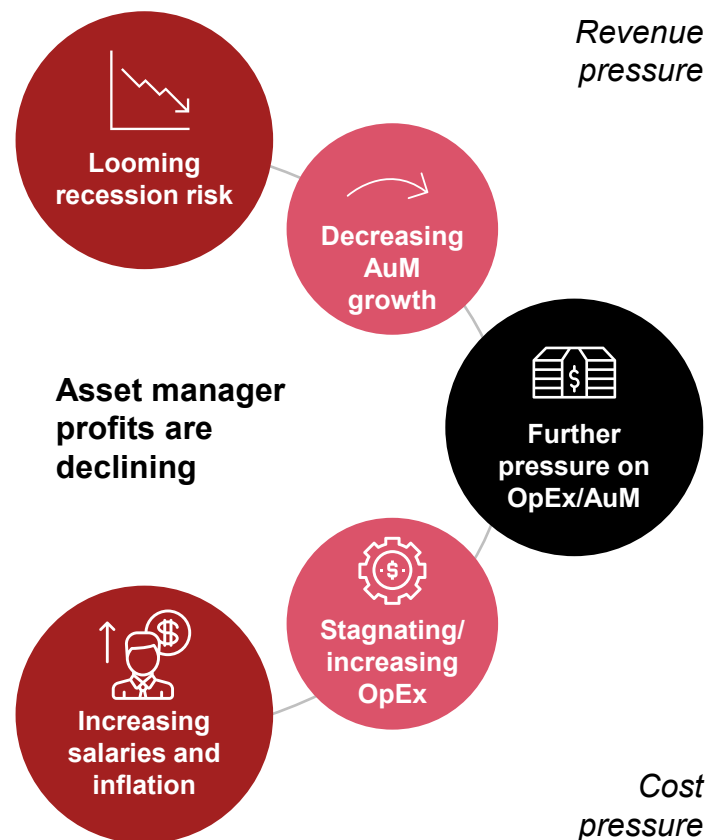 Revenue
pressure
Looming
recession risk
Decreasing
AuM
growth
Asset manager
profits are
declining
$
Further
pressure on
OpEx/AuM
$
Stagnating/
increasing
OpEx
$
Increasing
salaries and
inflation
Cost
pressure